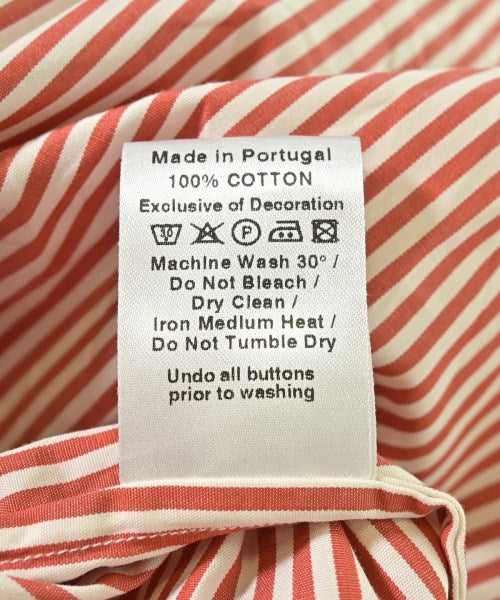 Made in Portugal
100% COTTON
Exclusive of Decoration
30 P
Machine Wash 30° /
Do Not Bleach /
Dry Clean /
Iron Medium Heat /
Do Not Tumble Dry
Undo all buttons
prior to washing